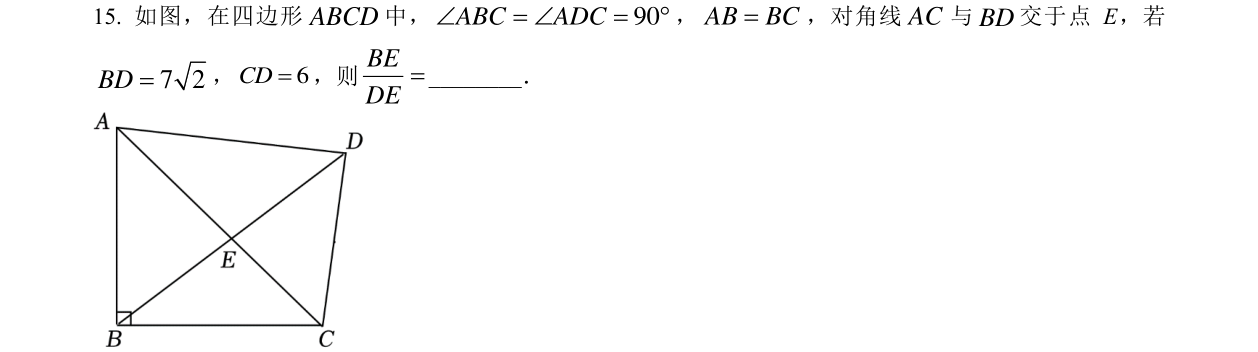 15. 如图，在四边形 ABCD 中，∠ABC = ∠ADC = 90°，AB = BC，对角线 AC 与 BD 交于点 E，若
BD = 7√2，CD = 6，则 BE/DE = ________.
A
D
E
B
C